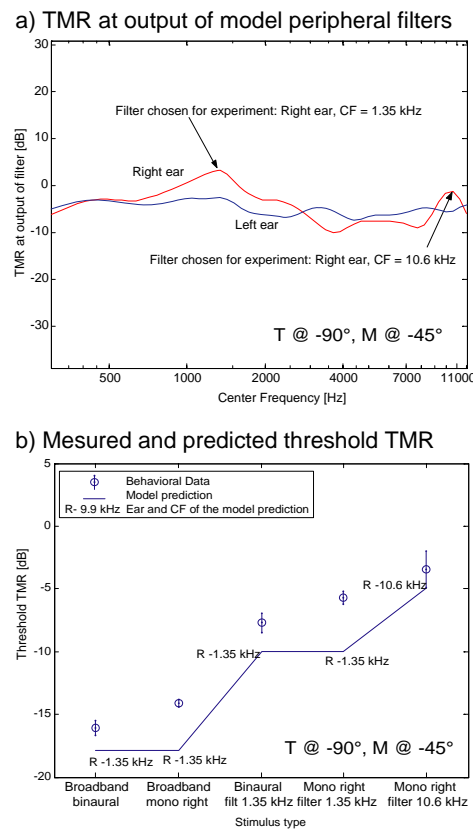 a) TMR at output of model peripheral filters
30
20
10
0
-10
-20
-30
TMR at output of filter [dB]
Filter chosen for experiment: Right ear, CF = 1.35 kHz
Right ear
Left ear
Filter chosen for experiment: Right ear, CF = 10.6 kHz
T @ -90°, M @ -45°
500 1000 2000 4000 7000 11000
Center Frequency [Hz]
b) Mesured and predicted threshold TMR
5
0
-5
-10
-15
-20
Threshold TMR [dB]
Behavioral Data
Model prediction
R- 9.9 kHz Ear and CF of the model prediction
R -10.6 kHz
R -1.35 kHz
R -1.35 kHz
R -1.35 kHz
R -1.35 kHz
T @ -90°, M @ -45°
Broadband binaural
Broadband mono right
Binaural filt 1.35 kHz
Mono right filter 1.35 kHz
Mono right filter 10.6 kHz
Stimulus type